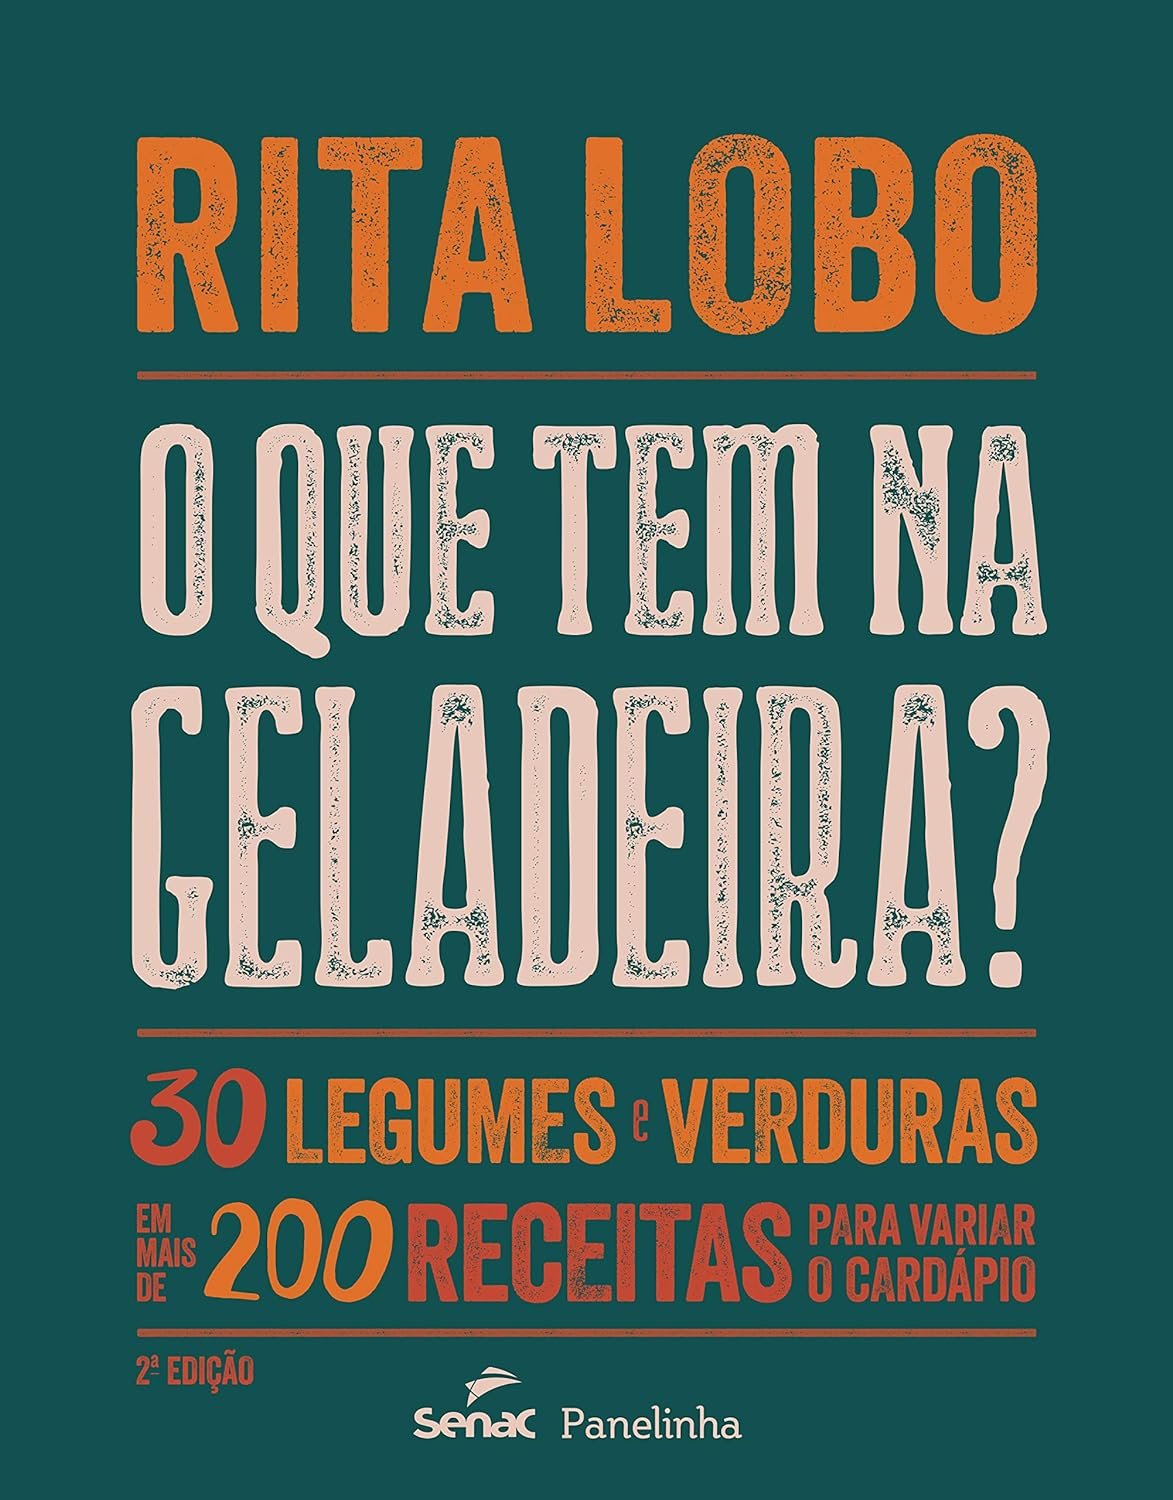 RITA LOBO
O QUE TEM NA
GELADEIRA?
30 LEGUMES e VERDURAS
EM MAIS DE 200 RECEITAS PARA VARIAR O CARDÁPIO
2ª EDIÇÃO
senac Panelinha